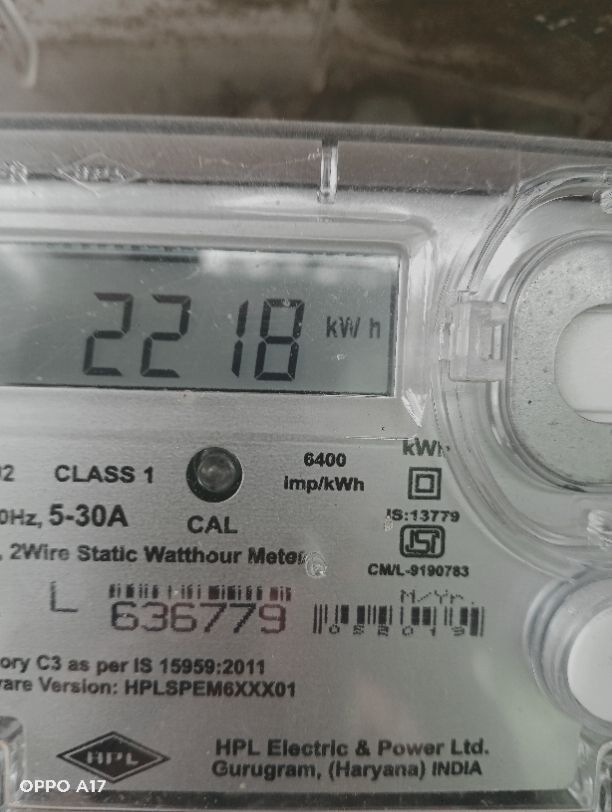 2218 kWh
02 CLASS 1
6400
imp/kWh
kWh
0Hz, 5-30A
CAL
IS:13779
ISI
, 2Wire Static Watthour Meter
CM/L-9190783
L
636779
M/Yr.
ory C3 as per IS 15959:2011
are Version: HPLSPEM6XXX01
HPL
HPL Electric & Power Ltd.
Gurugram, (Haryana) INDIA
OPPO A17